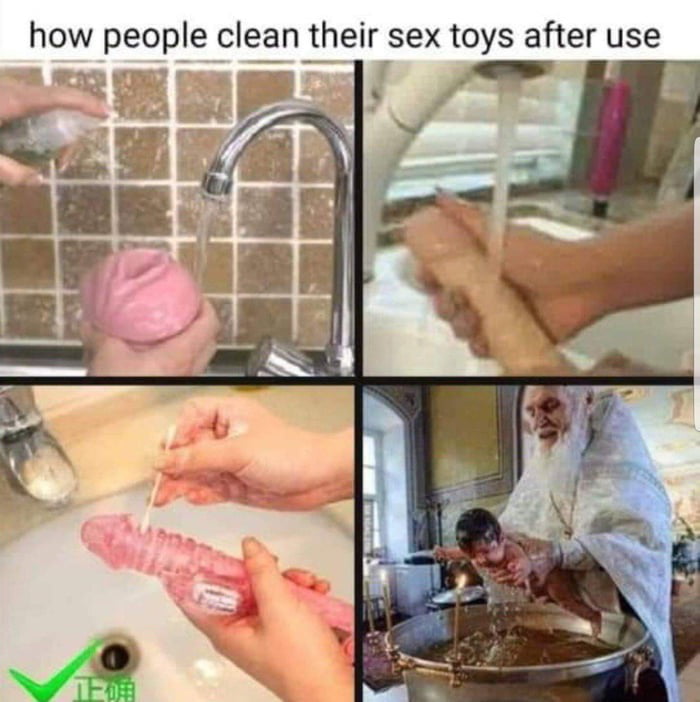 how people clean their sex toys after use
正确